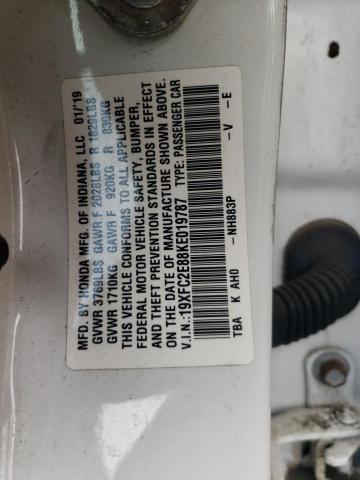 MFD. BY HONDA MFG. OF INDIANA, LLC 01/'19
GVWR 3769LBS GAWR F 2028LBS R 1829LBS
GVWR 1710KG GAWR F 920KG R 830KG
THIS VEHICLE CONFORMS TO ALL APPLICABLE
FEDERAL MOTOR VEHICLE SAFETY, BUMPER,
AND THEFT PREVENTION STANDARDS IN EFFECT
ON THE DATE OF MANUFACTURE SHOWN ABOVE.
V.I.N.:19XFC2E88KE019787 TYPE: PASSENGER CAR
-NH883P -V -E
TBA K AH0